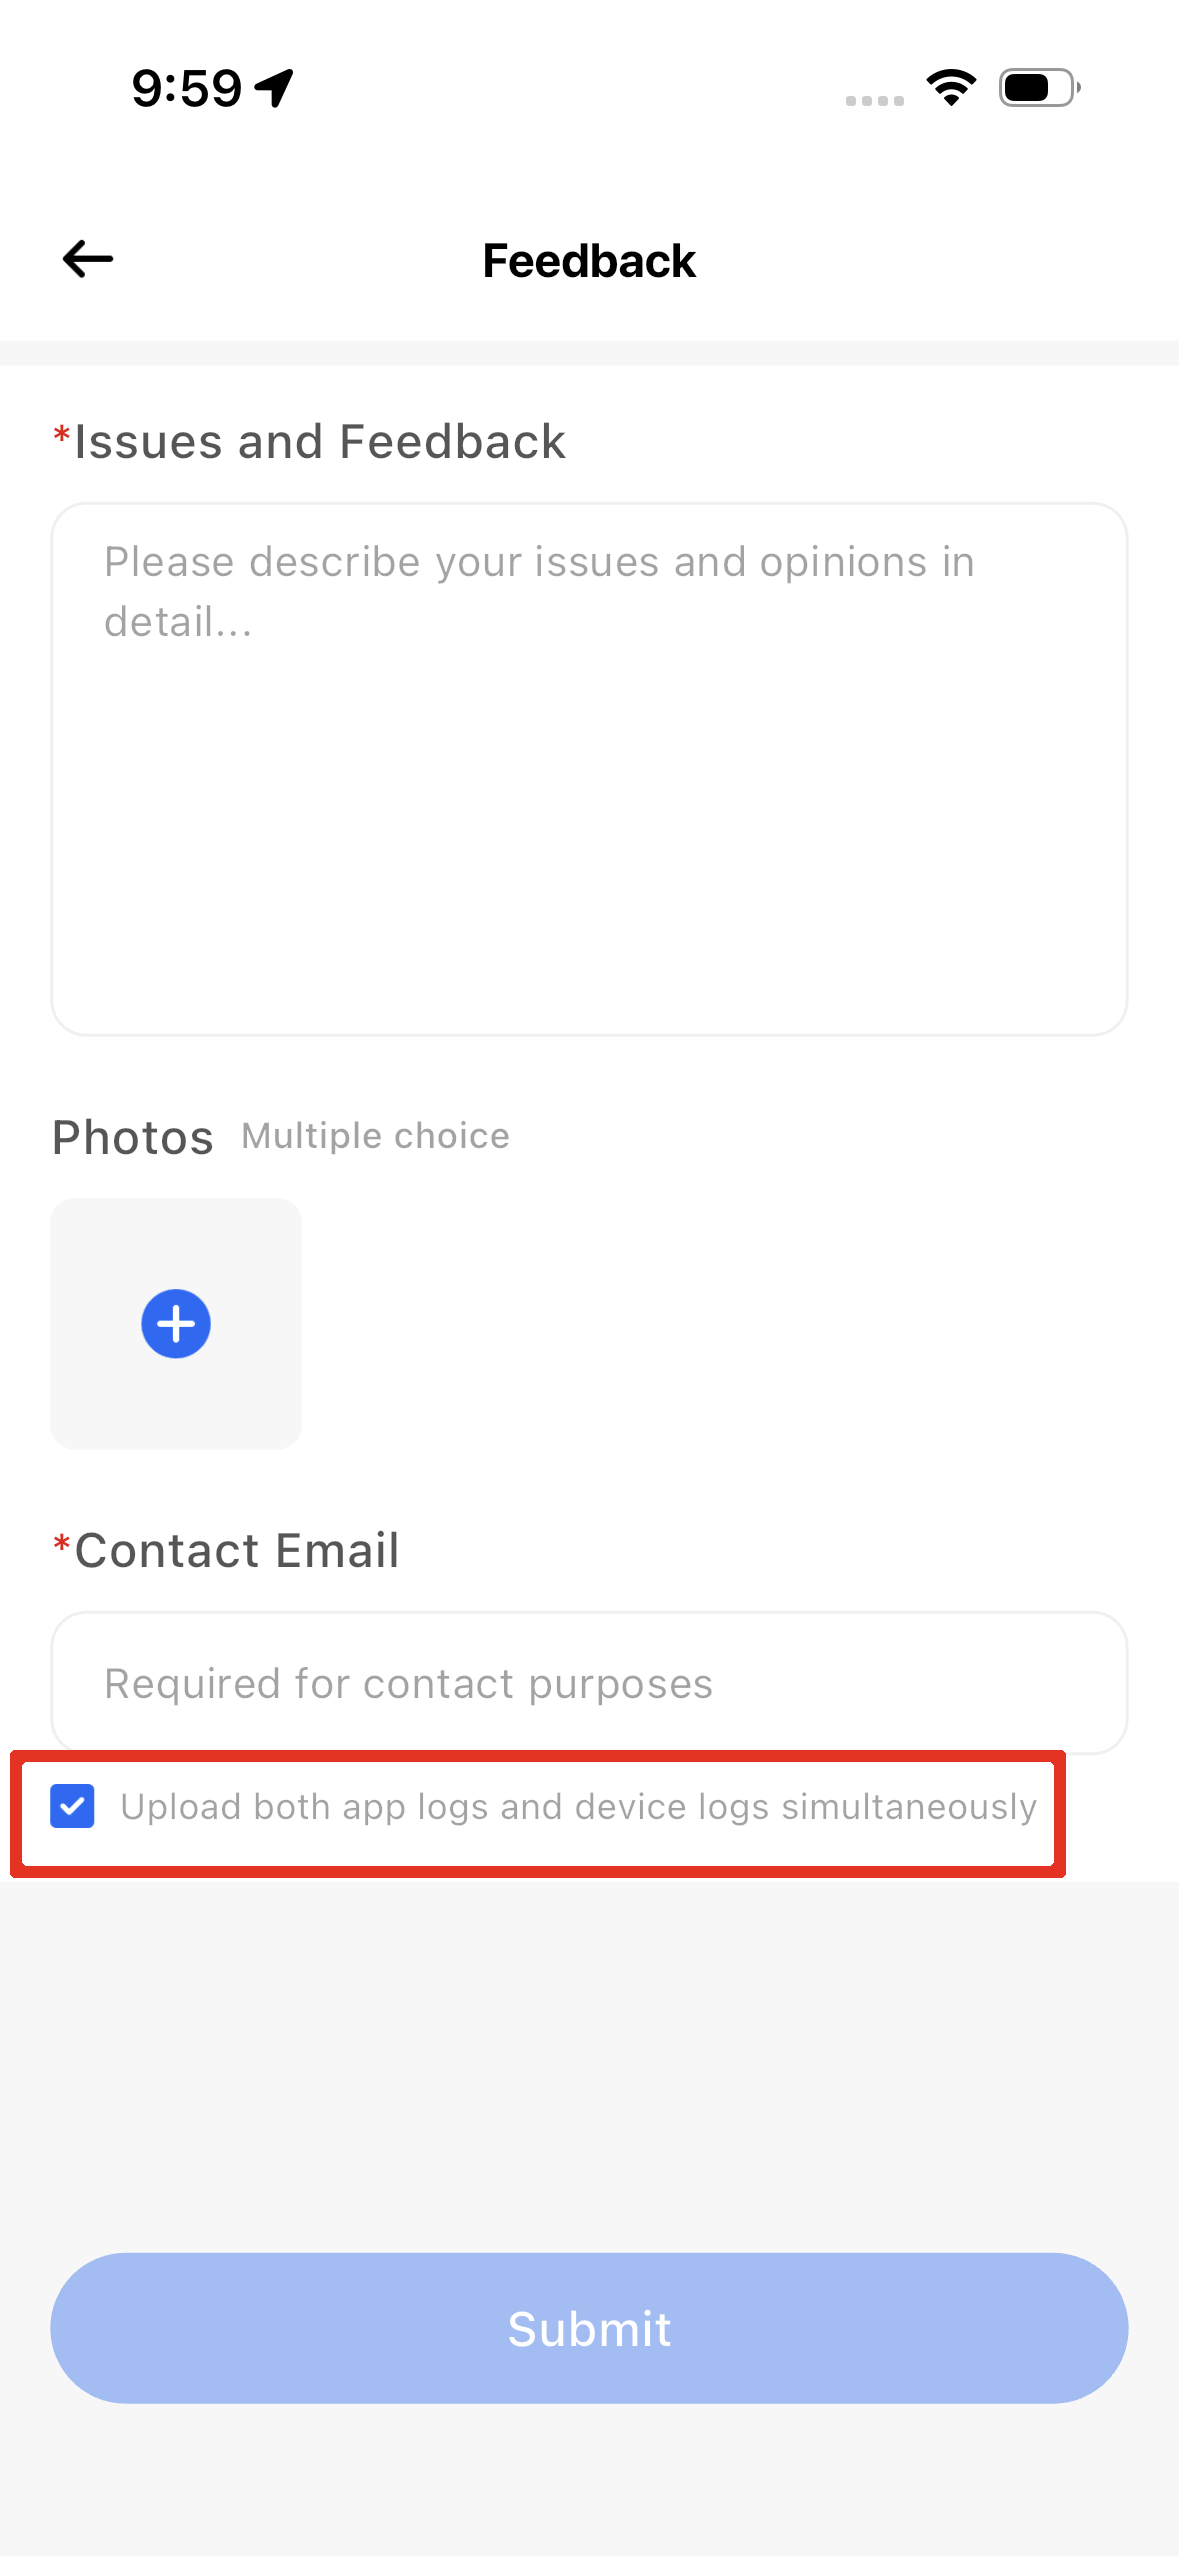 9:59
Feedback
*Issues and Feedback
Please describe your issues and opinions in
detail...
Photos Multiple choice
*Contact Email
Required for contact purposes
Upload both app logs and device logs simultaneously
Submit